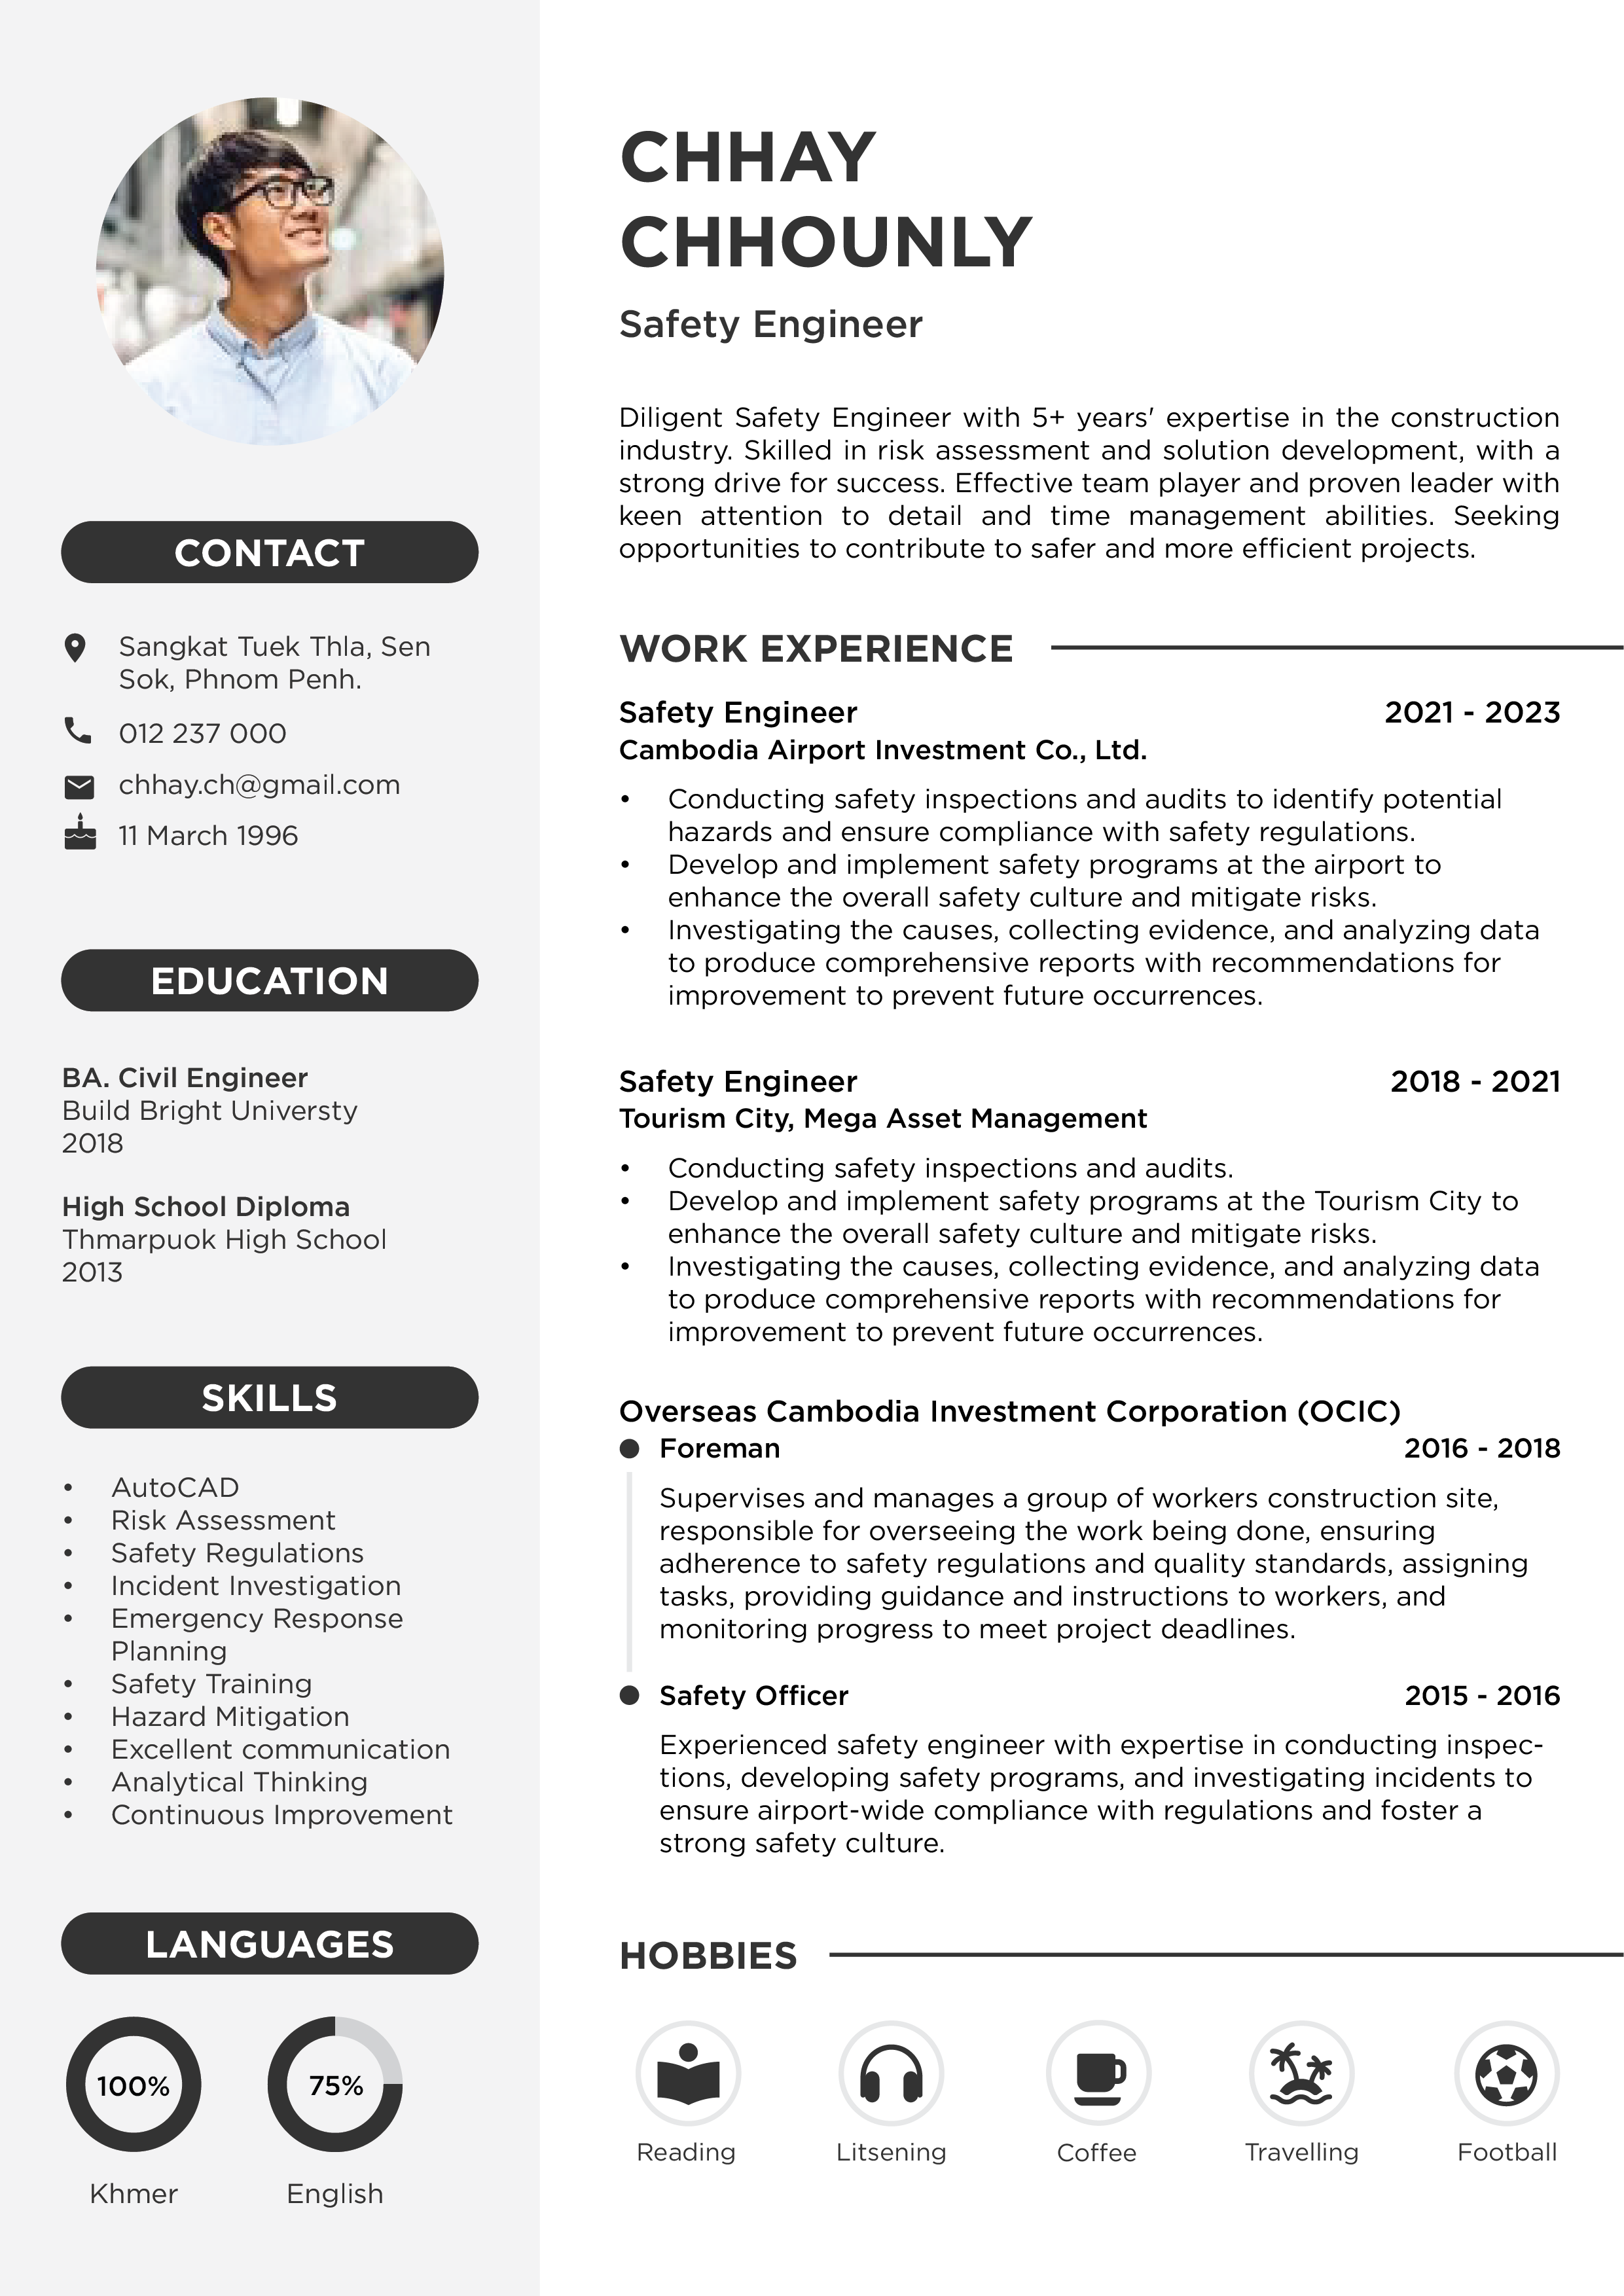 CHHAY
CHHOUNLY
Safety Engineer
Diligent Safety Engineer with 5+ years' expertise in the construction
industry. Skilled in risk assessment and solution development, with a
strong drive for success. Effective team player and proven leader with
keen attention to detail and time management abilities. Seeking
opportunities to contribute to safer and more efficient projects.
CONTACT
Sangkat Tuek Thla, Sen
Sok, Phnom Penh.
012 237 000
chhay.ch@gmail.com
11 March 1996
EDUCATION
BA. Civil Engineer
Build Bright Universty
2018
High School Diploma
Thmarpuok High School
2013
SKILLS
• AutoCAD
• Risk Assessment
• Safety Regulations
• Incident Investigation
• Emergency Response
Planning
• Safety Training
• Hazard Mitigation
• Excellent communication
• Analytical Thinking
• Continuous Improvement
LANGUAGES
100%
75%
Khmer
English
WORK EXPERIENCE
Safety Engineer 2021 - 2023
Cambodia Airport Investment Co., Ltd.
• Conducting safety inspections and audits to identify potential
hazards and ensure compliance with safety regulations.
• Develop and implement safety programs at the airport to
enhance the overall safety culture and mitigate risks.
• Investigating the causes, collecting evidence, and analyzing data
to produce comprehensive reports with recommendations for
improvement to prevent future occurrences.
Safety Engineer 2018 - 2021
Tourism City, Mega Asset Management
• Conducting safety inspections and audits.
• Develop and implement safety programs at the Tourism City to
enhance the overall safety culture and mitigate risks.
• Investigating the causes, collecting evidence, and analyzing data
to produce comprehensive reports with recommendations for
improvement to prevent future occurrences.
Overseas Cambodia Investment Corporation (OCIC)
Foreman 2016 - 2018
Supervises and manages a group of workers construction site,
responsible for overseeing the work being done, ensuring
adherence to safety regulations and quality standards, assigning
tasks, providing guidance and instructions to workers, and
monitoring progress to meet project deadlines.
Safety Officer 2015 - 2016
Experienced safety engineer with expertise in conducting inspec-
tions, developing safety programs, and investigating incidents to
ensure airport-wide compliance with regulations and foster a
strong safety culture.
HOBBIES
Reading
Litsening
Coffee
Travelling
Football